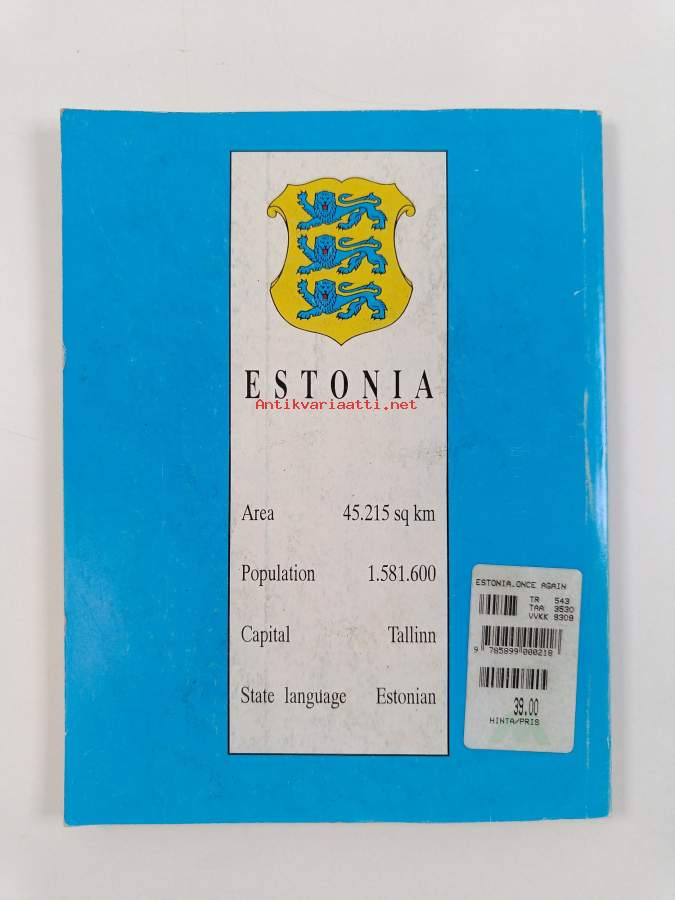 ESTONIA
Antikvariaatti.net
Area 45.215 sq km
Population 1.581.600
Capital Tallinn
State language Estonian
ESTONIA.ONCE AGAIN
TR 543
TAA 3530
VVKK 9309
9 785899 000218
39.00
HINTA/PRIS